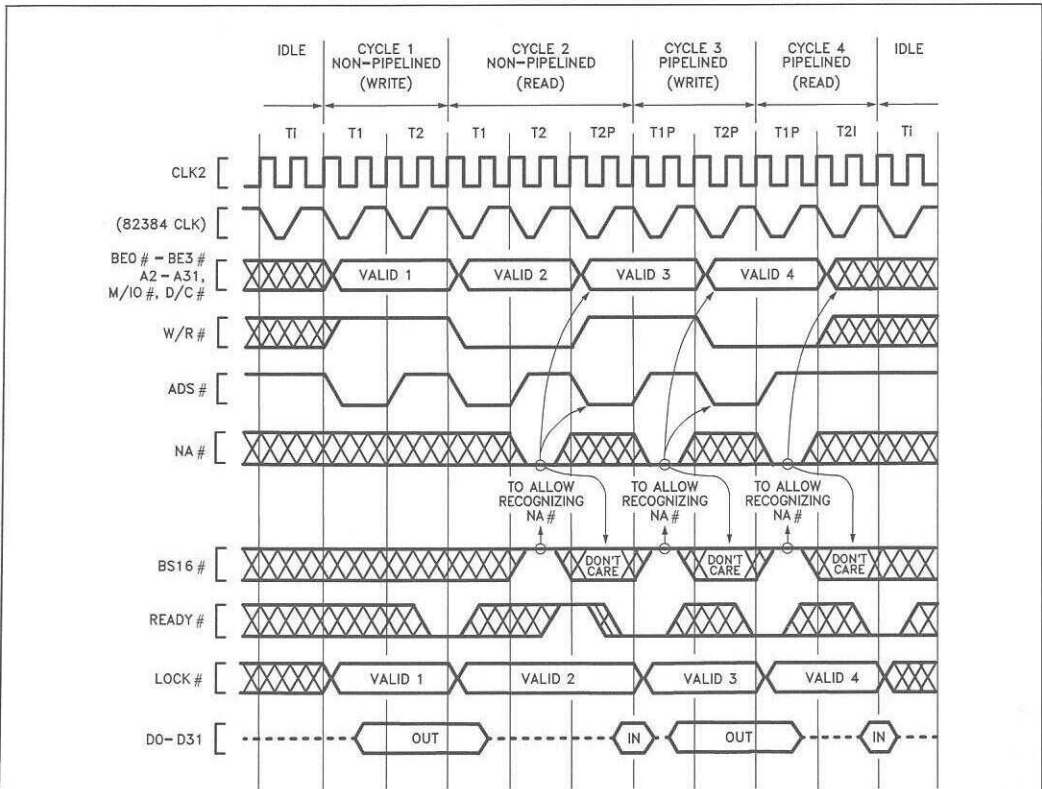 IDLE
CYCLE 1
NON-PIPELINED
(WRITE)
CYCLE 2
NON-PIPELINED
(READ)
CYCLE 3
PIPELINED
(WRITE)
CYCLE 4
PIPELINED
(READ)
IDLE
Ti T1 T2 T1 T2 T2P T1P T2P T1P T2I Ti
CLK2
(82384 CLK)
BE0 # - BE3 #
A2 - A31,
M/IO #, D/C #
VALID 1 VALID 2 VALID 3 VALID 4
W/R #
ADS #
NA #
TO ALLOW
RECOGNIZING
NA #
TO ALLOW
RECOGNIZING
NA #
TO ALLOW
RECOGNIZING
NA #
BS16 #
DON'T
CARE
DON'T
CARE
DON'T
CARE
READY #
LOCK #
VALID 1 VALID 2 VALID 3 VALID 4
D0 - D31
OUT IN OUT IN